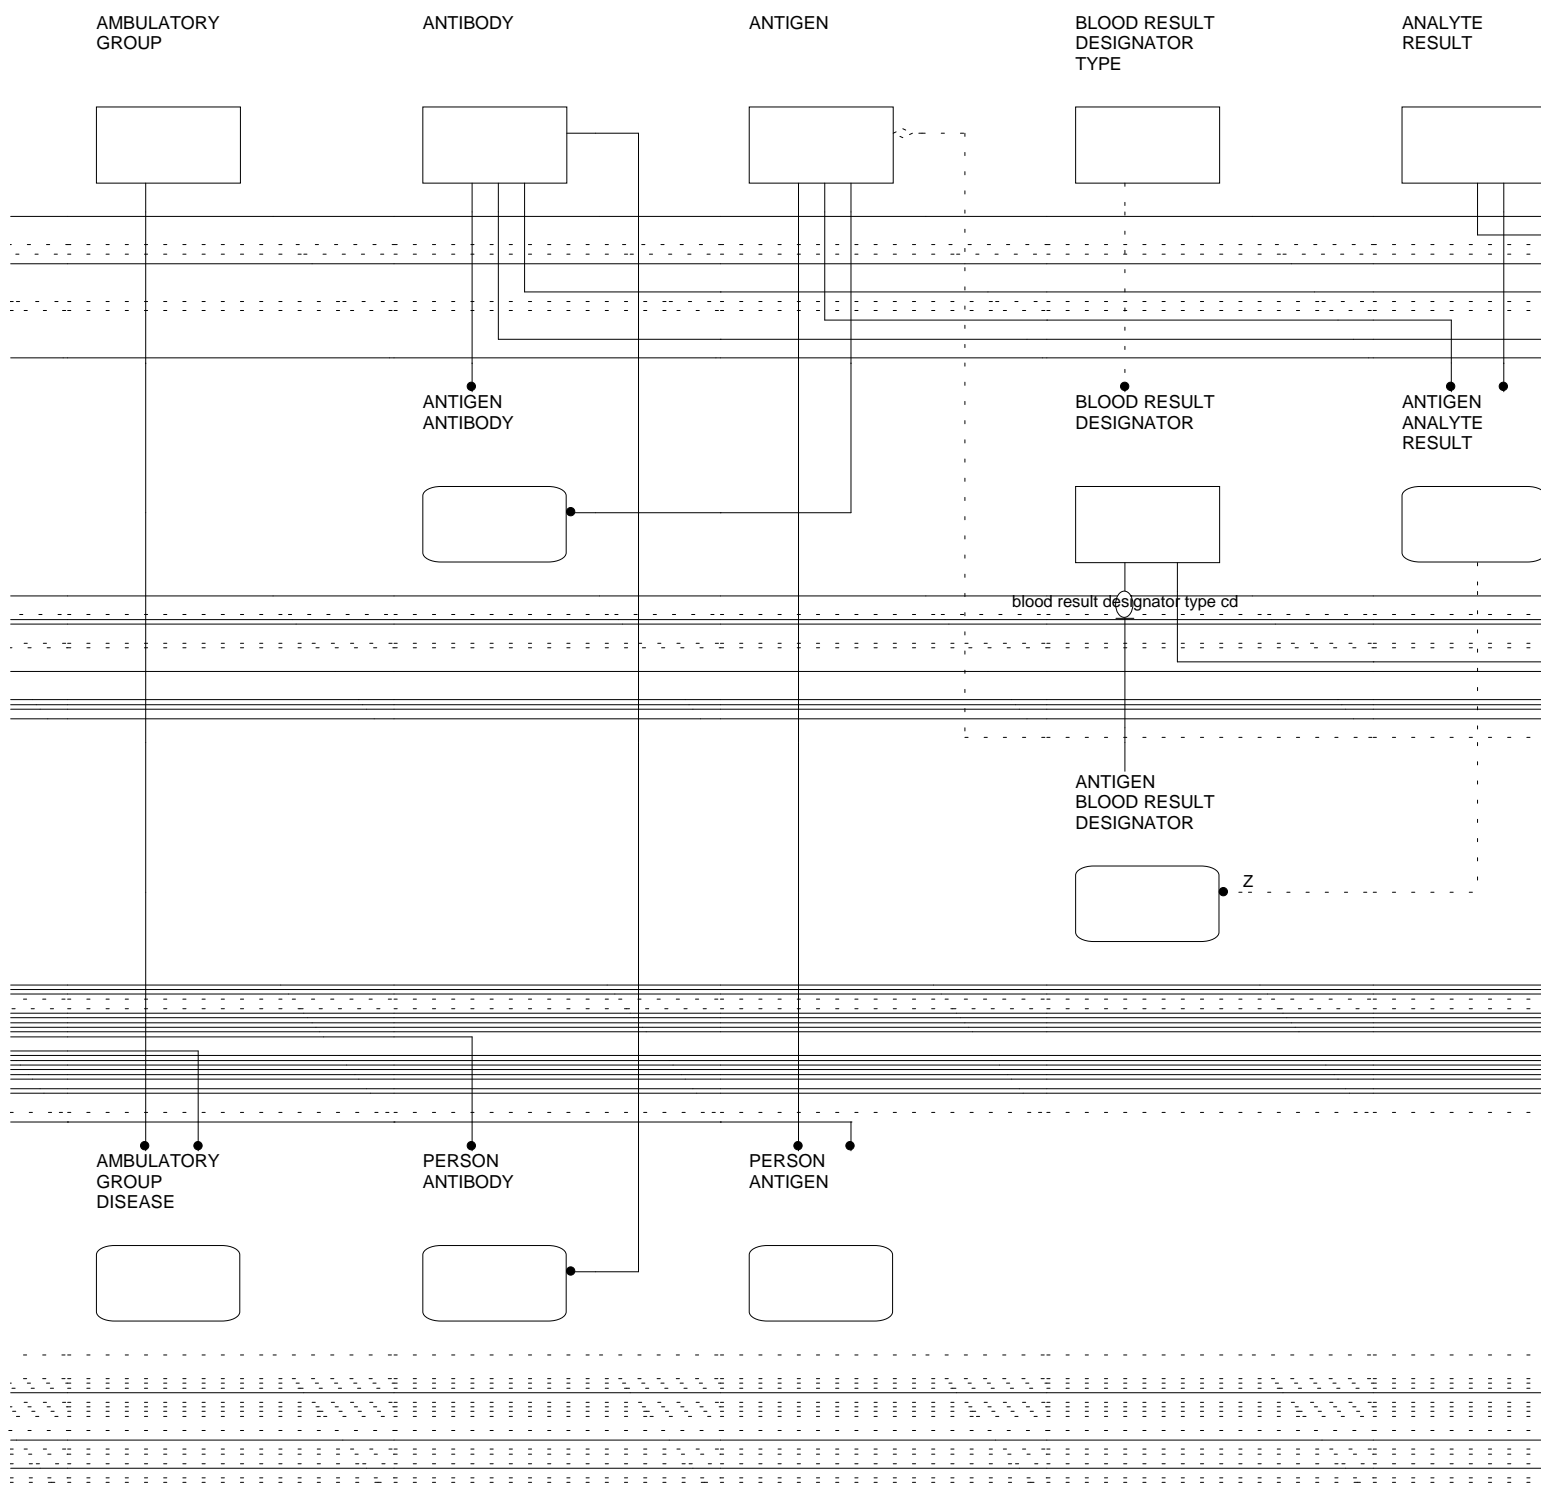 AMBULATORY
GROUP
ANTIBODY
ANTIGEN
BLOOD RESULT
DESIGNATOR
TYPE
ANALYTE
RESULT
ANTIGEN
ANTIBODY
BLOOD RESULT
DESIGNATOR
ANTIGEN
ANALYTE
RESULT
blood result designator type cd
ANTIGEN
BLOOD RESULT
DESIGNATOR
Z
AMBULATORY
GROUP
DISEASE
PERSON
ANTIBODY
PERSON
ANTIGEN